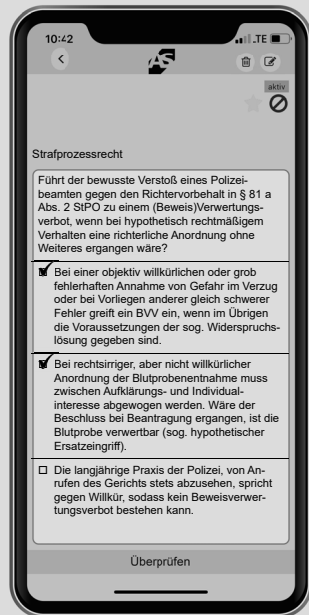 10:42
.TE
AS
aktiv
Strafprozessrecht
Führt der bewusste Verstoß eines Polizei-
beamten gegen den Richtervorbehalt in § 81 a
Abs. 2 StPO zu einem (Beweis)Verwertungs-
verbot, wenn bei hypothetisch rechtmäßigem
Verhalten eine richterliche Anordnung ohne
Weiteres ergangen wäre?
Bei einer objektiv willkürlichen oder grob
fehlerhaften Annahme von Gefahr im Verzug
oder bei Vorliegen anderer gleich schwerer
Fehler greift ein BVV ein, wenn im Übrigen
die Voraussetzungen der sog. Widerspruchs-
lösung gegeben sind.
Bei rechtsirriger, aber nicht willkürlicher
Anordnung der Blutprobenentnahme muss
zwischen Aufklärungs- und Individual-
interesse abgewogen werden. Wäre der
Beschluss bei Beantragung ergangen, ist die
Blutprobe verwertbar (sog. hypothetischer
Ersatzeingriff).
Die langjährige Praxis der Polizei, von An-
rufen des Gerichts stets abzusehen, spricht
gegen Willkür, sodass kein Beweisverwer-
tungsverbot bestehen kann.
Überprüfen